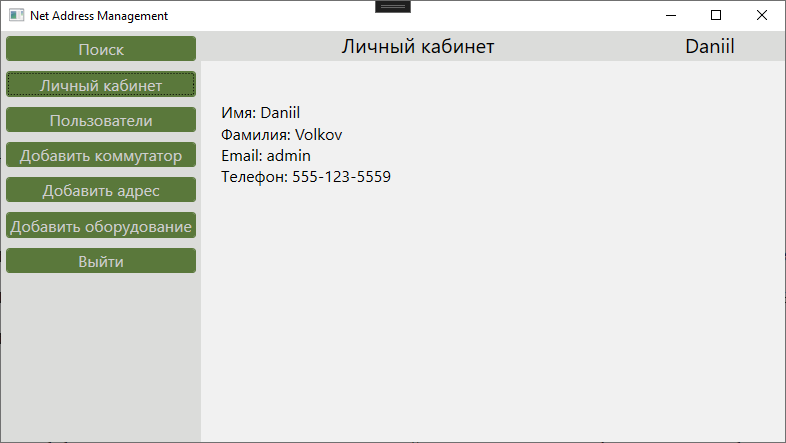 Net Address Management
Поиск
Личный кабинет
Пользователи
Добавить коммутатор
Добавить адрес
Добавить оборудование
Выйти
Личный кабинет
Daniil
Имя: Daniil
Фамилия: Volkov
Email: admin
Телефон: 555-123-5559